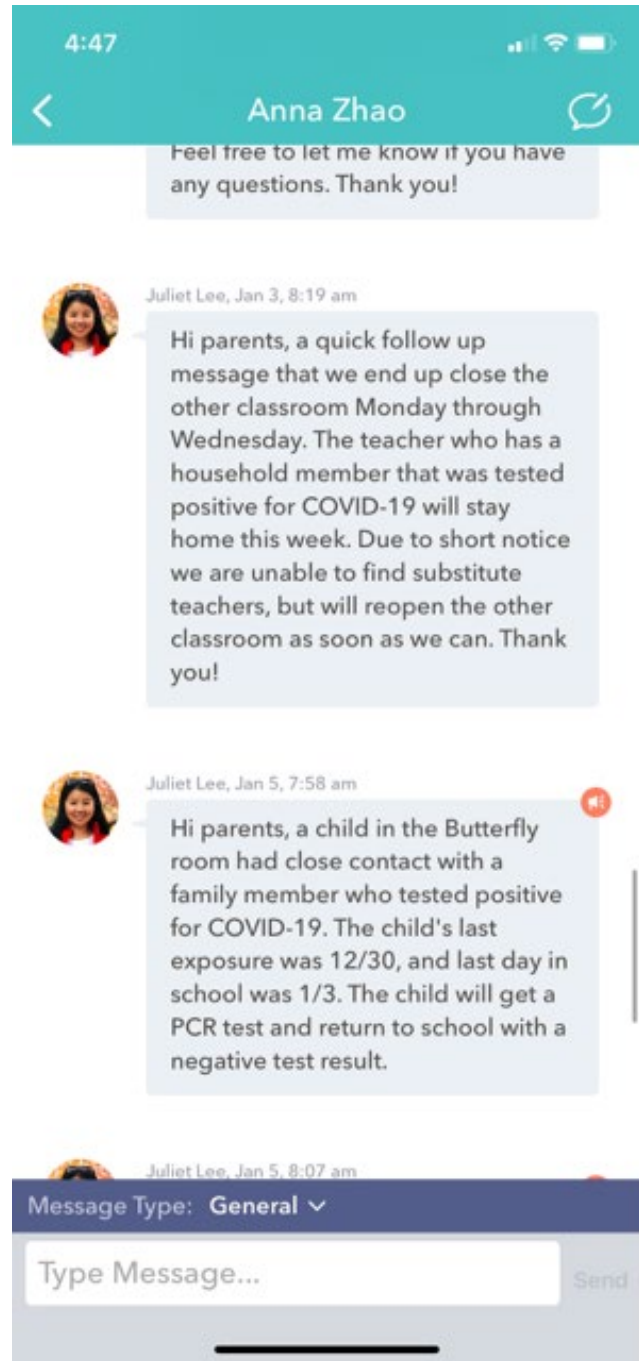 4:47
Anna Zhao
Feel free to let me know if you have
any questions. Thank you!
Juliet Lee, Jan 3, 8:19 am
Hi parents, a quick follow up
message that we end up close the
other classroom Monday through
Wednesday. The teacher who has a
household member that was tested
positive for COVID-19 will stay
home this week. Due to short notice
we are unable to find substitute
teachers, but will reopen the other
classroom as soon as we can. Thank
you!
Juliet Lee, Jan 5, 7:58 am
Hi parents, a child in the Butterfly
room had close contact with a
family member who tested positive
for COVID-19. The child's last
exposure was 12/30, and last day in
school was 1/3. The child will get a
PCR test and return to school with a
negative test result.
Juliet Lee, Jan 5, 8:07 am
Message Type: General
Type Message...
Send